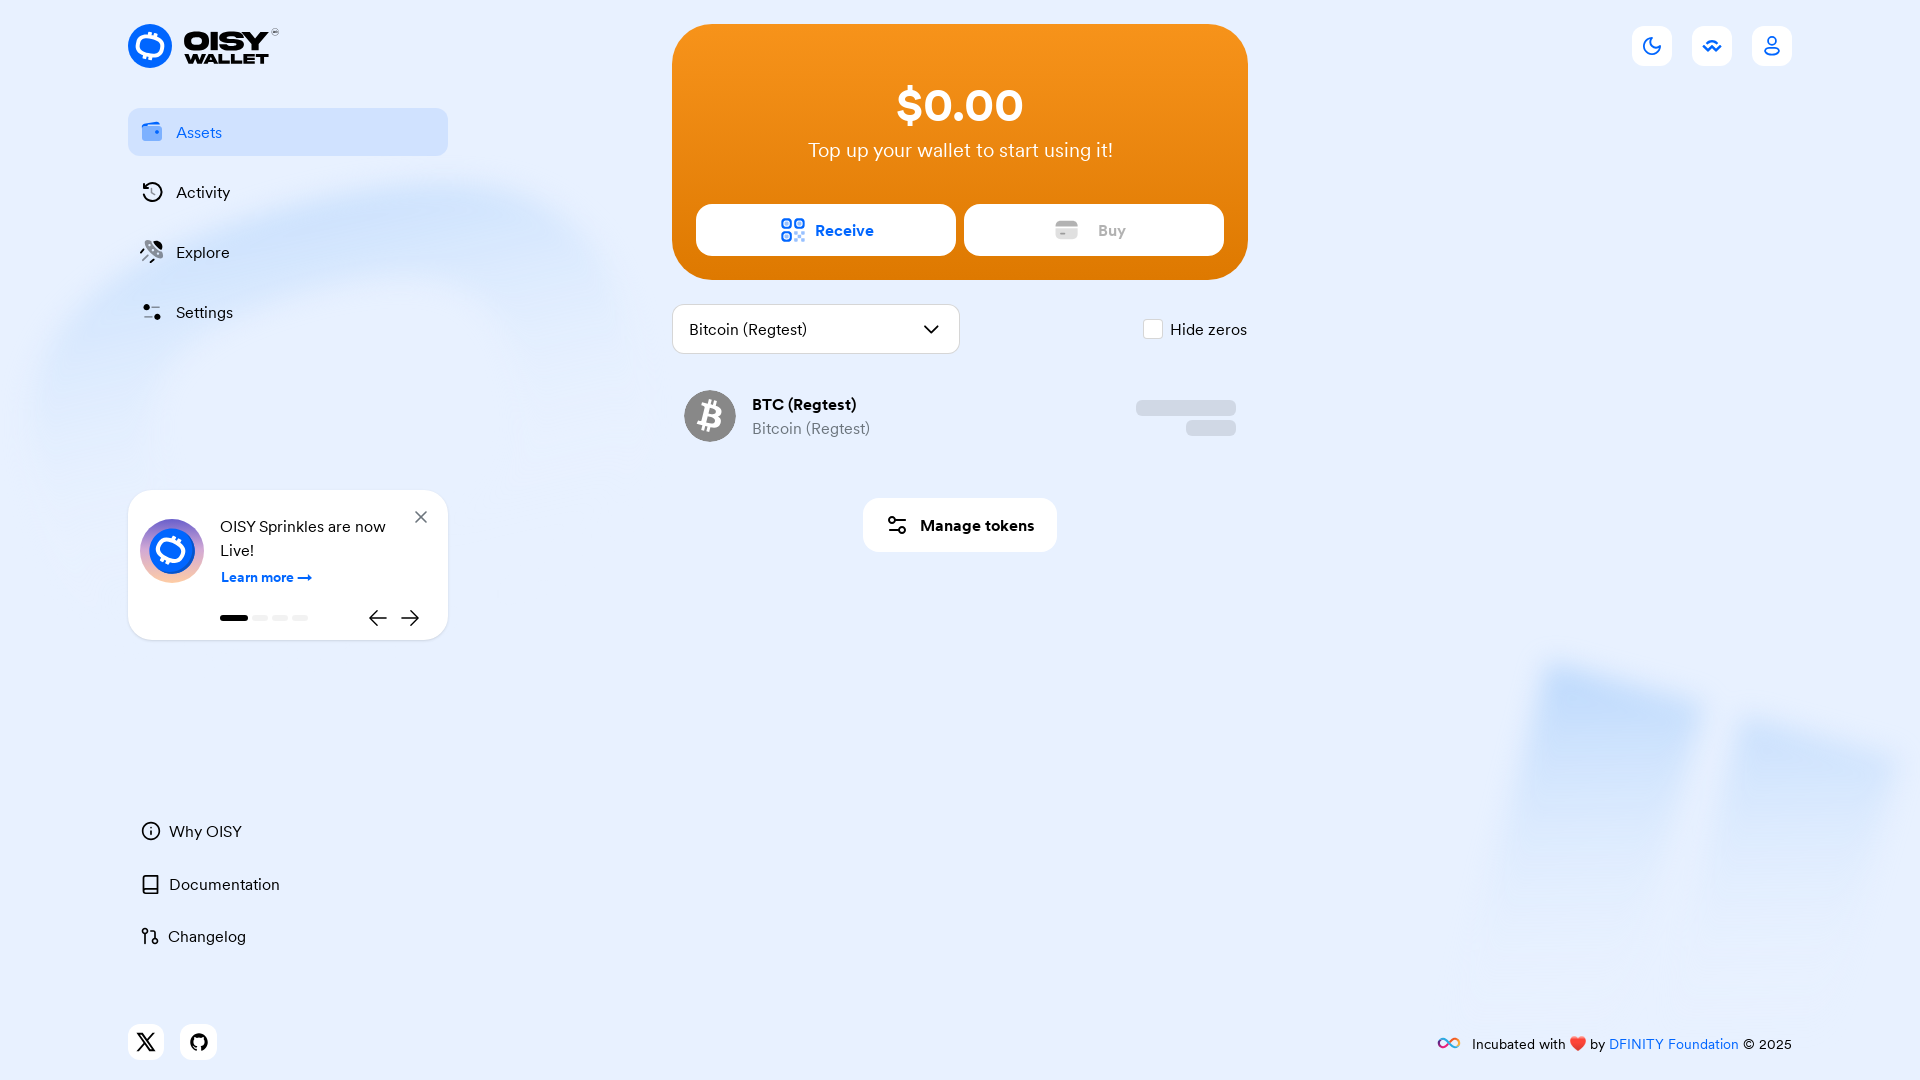 OISY
WALLET
Assets
Activity
Explore
Settings
OISY Sprinkles are now
Live!
Learn more →
Why OISY
Documentation
Changelog
$0.00
Top up your wallet to start using it!
Receive
Buy
Bitcoin (Regtest)
Hide zeros
BTC (Regtest)
Bitcoin (Regtest)
Manage tokens
Incubated with ❤️ by DFINITY Foundation © 2025